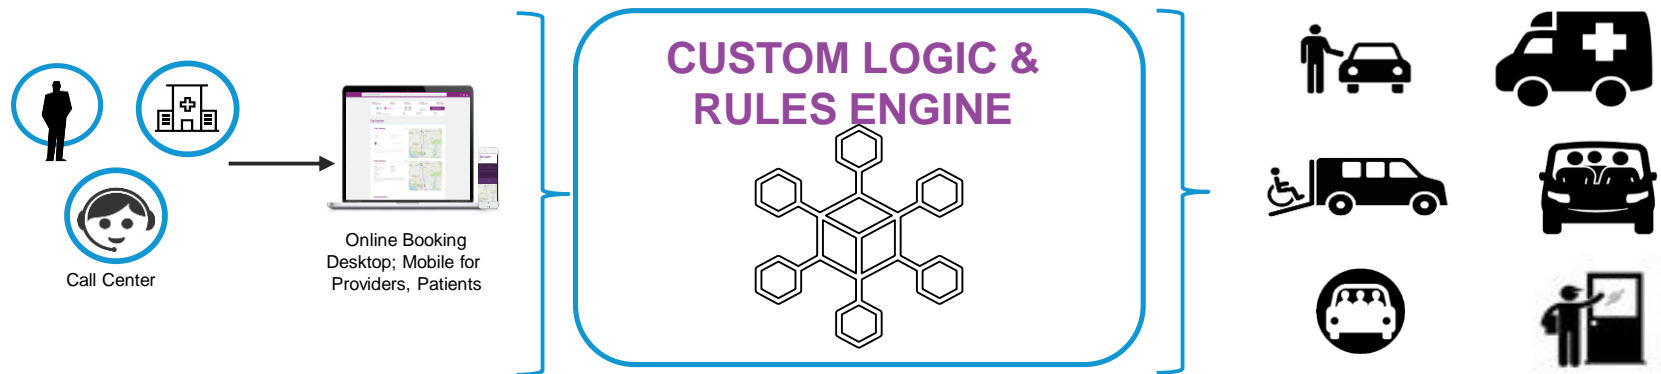 Call Center
Online Booking
Desktop; Mobile for
Providers, Patients
CUSTOM LOGIC &
RULES ENGINE